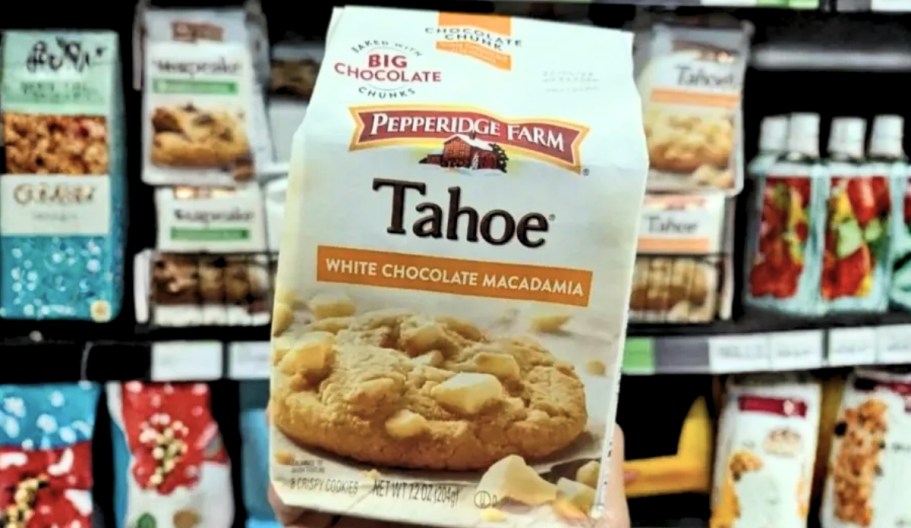 CHOCOLATE
CHUNK
BAKED WITH
BIG
CHOCOLATE
CHUNKS
PEPPERIDGE FARM
Tahoe
WHITE CHOCOLATE MACADAMIA
8 CRISPY COOKIES NET WT 7.2 OZ (204g)
Tahoe
Tahoe